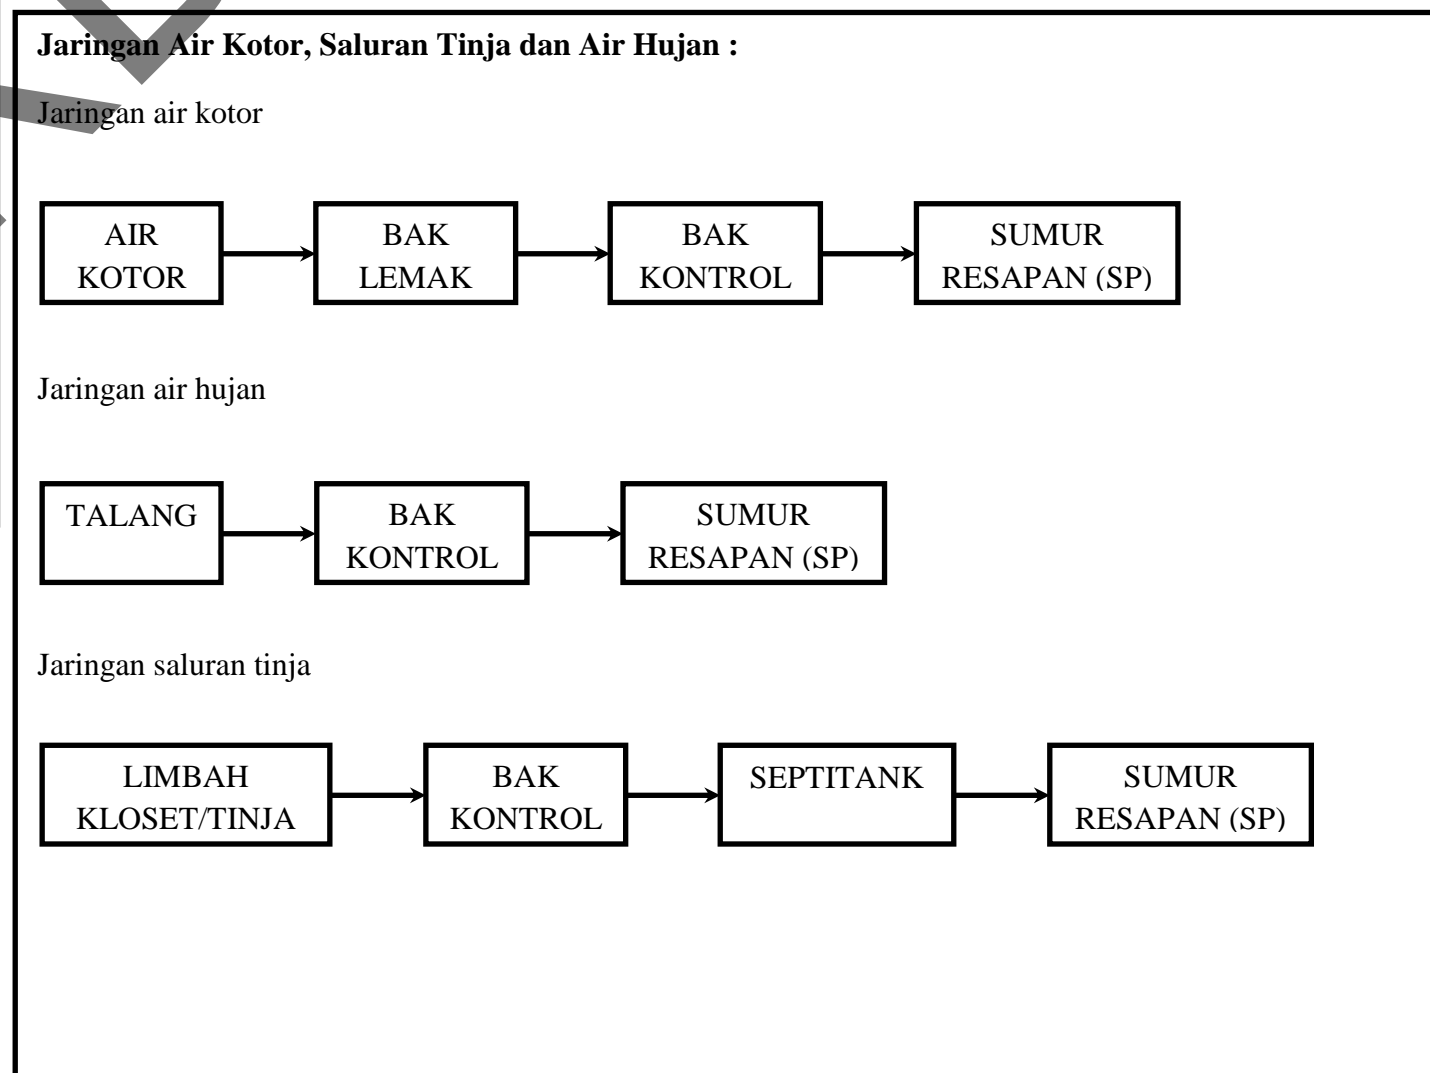 Jaringan Air Kotor, Saluran Tinja dan Air Hujan :
Jaringan air kotor
AIR
KOTOR
BAK
LEMAK
BAK
KONTROL
SUMUR
RESAPAN (SP)
Jaringan air hujan
TALANG
BAK
KONTROL
SUMUR
RESAPAN (SP)
Jaringan saluran tinja
LIMBAH
KLOSET/TINJA
BAK
KONTROL
SEPTITANK
SUMUR
RESAPAN (SP)